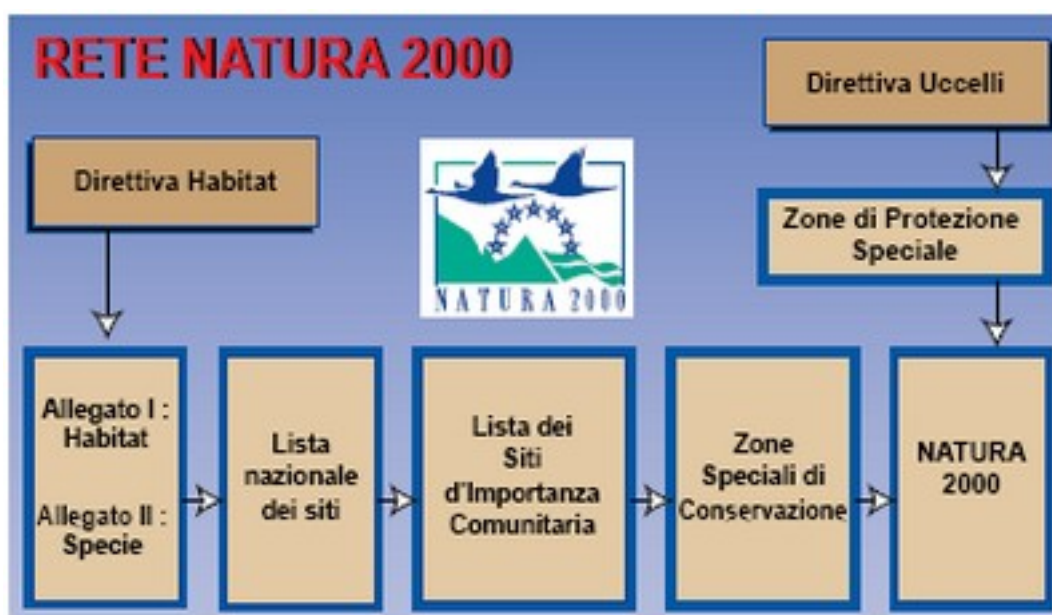 RETE NATURA 2000
Direttiva Uccelli
Direttiva Habitat
Zone di Protezione
Speciale
NATURA 2000
Allegato I :
Habitat
Allegato II :
Specie
Lista
nazionale
dei siti
Lista dei
Siti
d'Importanza
Comunitaria
Zone
Speciali di
Conservazione
NATURA
2000